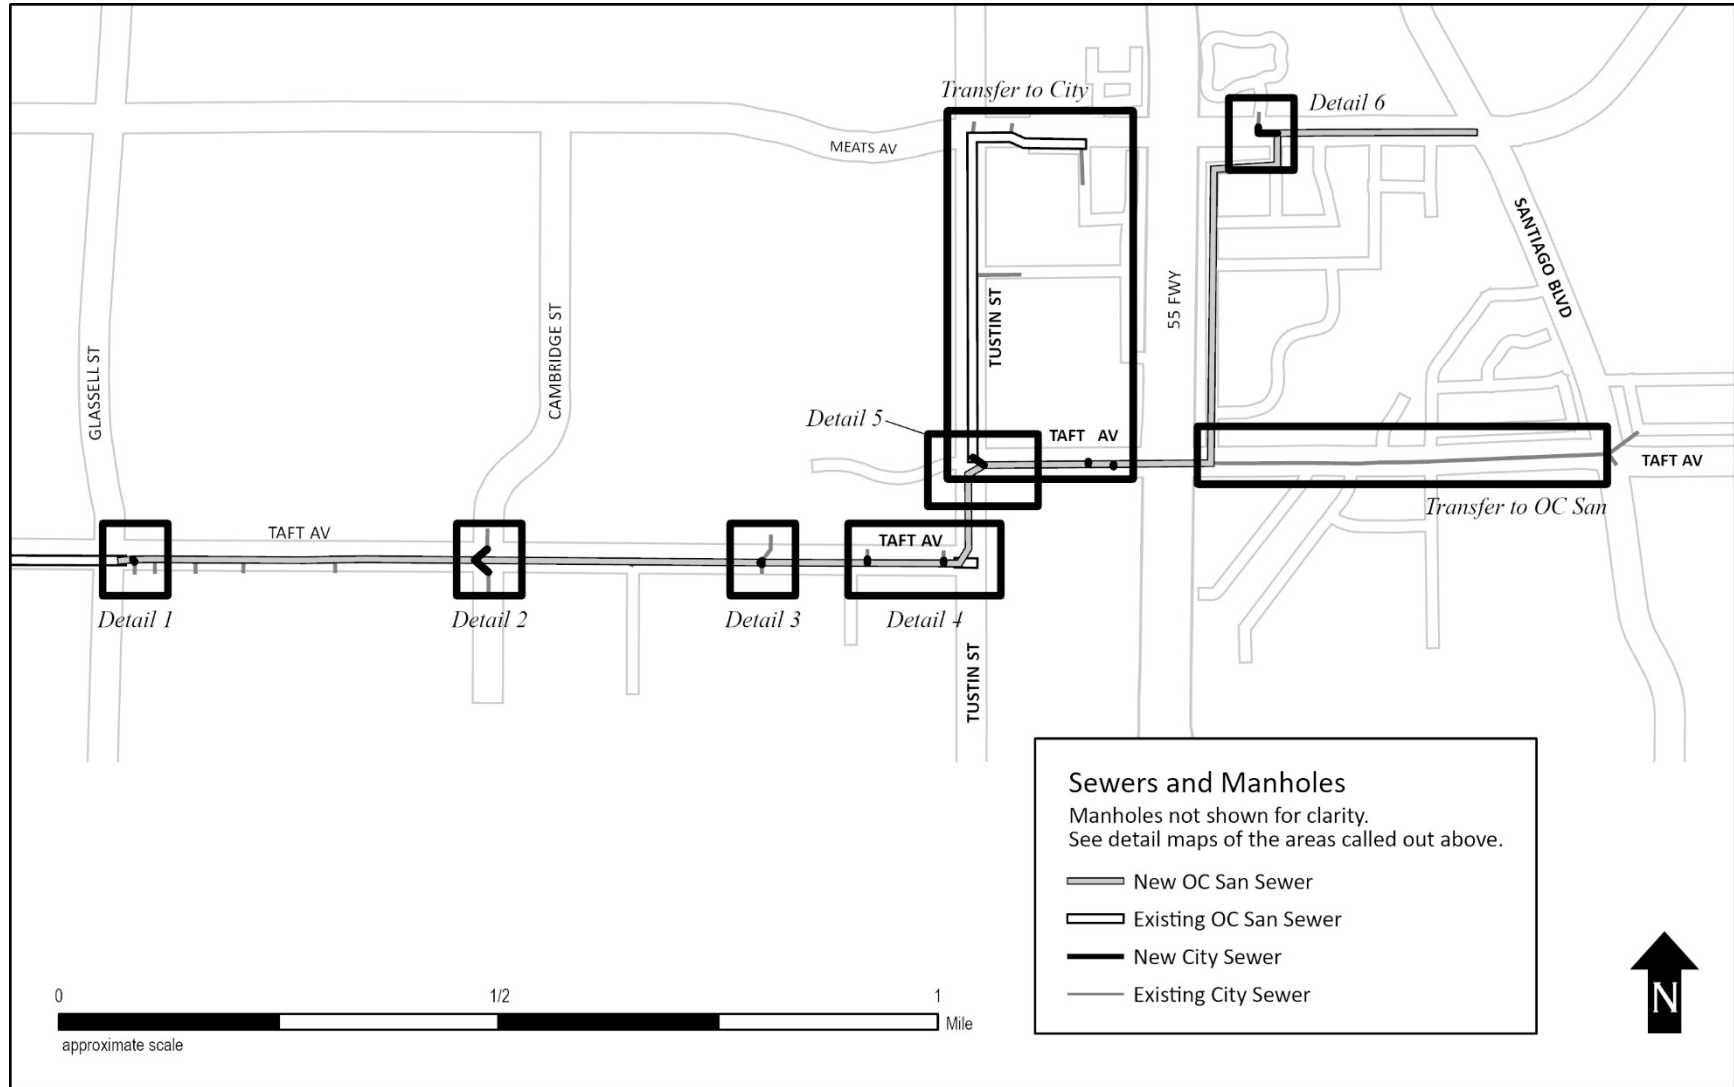 Transfer to City
Detail 6
MEATS AV
SANTIAGO BLVD
55 FWY
TUSTIN ST
CAMBRIDGE ST
GLASSELL ST
Detail 5
TAFT AV
TAFT AV
Transfer to OC San
TAFT AV
TAFT AV
Detail 1
Detail 2
Detail 3
Detail 4
TUSTIN ST
Sewers and Manholes
Manholes not shown for clarity.
See detail maps of the areas called out above.
New OC San Sewer
Existing OC San Sewer
New City Sewer
Existing City Sewer
N
0
1/2
1
Mile
approximate scale